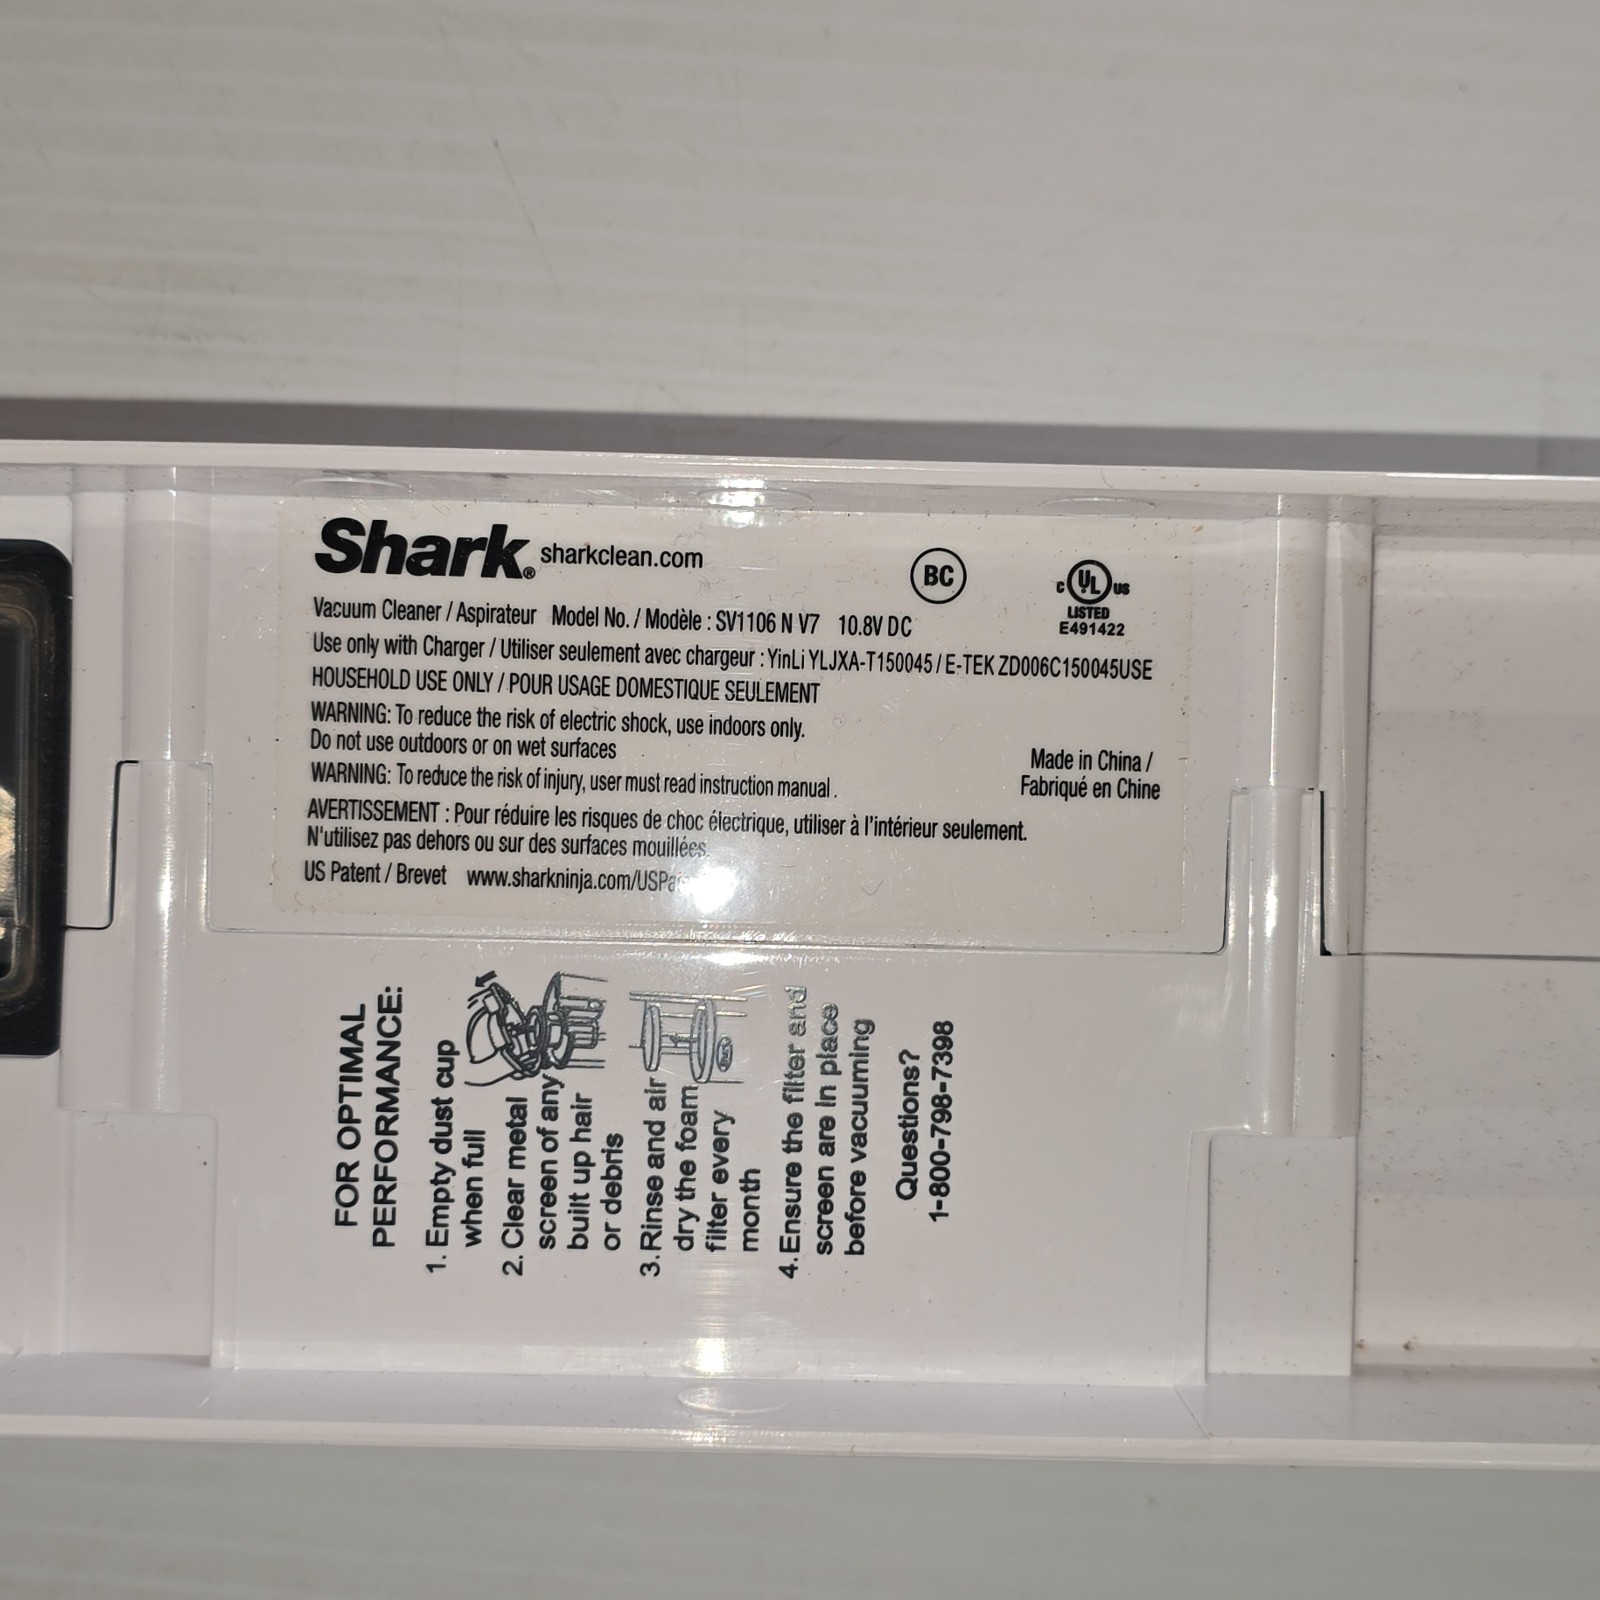 Shark® sharkclean.com
BC
C UL US
LISTED
E491422
Vacuum Cleaner / Aspirateur Model No. / Modèle : SV1106 N V7 10.8V DC
Use only with Charger / Utiliser seulement avec chargeur : YinLi YLJXA-T150045 / E-TEK ZD006C150045USE
HOUSEHOLD USE ONLY / POUR USAGE DOMESTIQUE SEULEMENT
WARNING: To reduce the risk of electric shock, use indoors only.
Do not use outdoors or on wet surfaces
WARNING: To reduce the risk of injury, user must read instruction manual.
Made in China /
Fabriqué en Chine
AVERTISSEMENT : Pour réduire les risques de choc électrique, utiliser à l'intérieur seulement.
N'utilisez pas dehors ou sur des surfaces mouillées.
US Patent / Brevet
FOR OPTIMAL
PERFORMANCE:
1. Empty dust cup
when full
2. Clear metal
screen of any
built up hair
or debris
3. Rinse and air
dry the foam
filter every
month
4. Ensure the filter and
screen are in place
before vacuuming
Questions?
1-800-798-7398